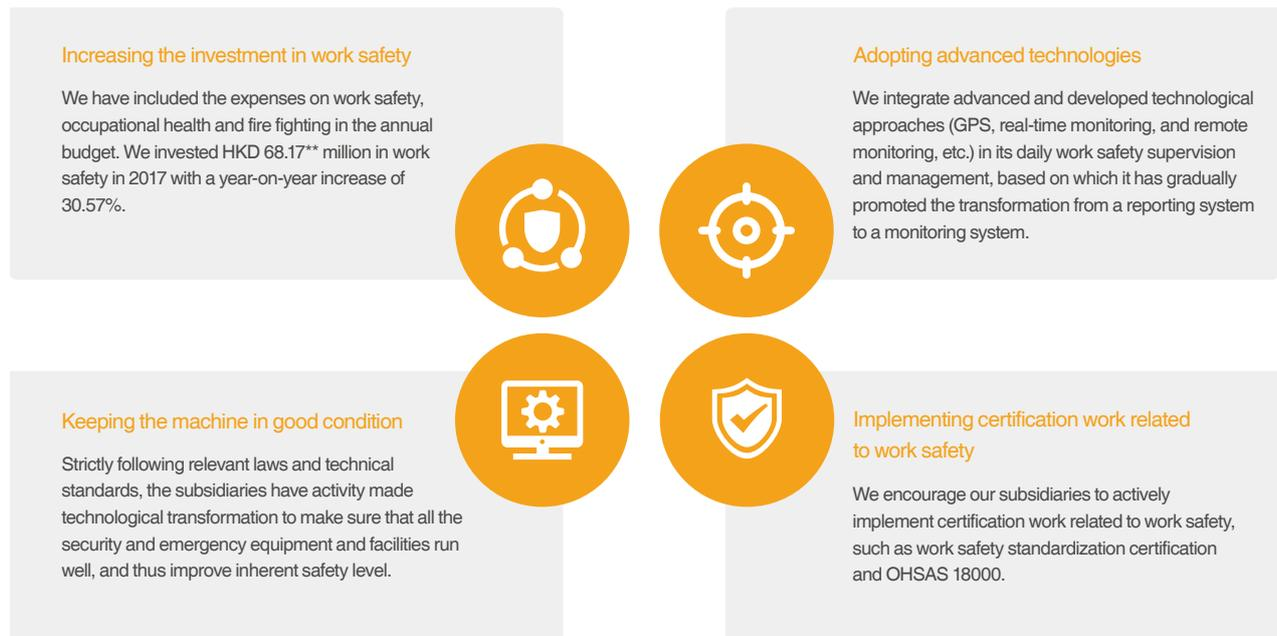 Increasing the investment in work safety
We have included the expenses on work safety,
occupational health and fire fighting in the annual
budget. We invested HKD 68.17** million in work
safety in 2017 with a year-on-year increase of
30.57%.
Adopting advanced technologies
We integrate advanced and developed technological
approaches (GPS, real-time monitoring, and remote
monitoring, etc.) in its daily work safety supervision
and management, based on which it has gradually
promoted the transformation from a reporting system
to a monitoring system.
Keeping the machine in good condition
Strictly following relevant laws and technical
standards, the subsidiaries have activity made
technological transformation to make sure that all the
security and emergency equipment and facilities run
well, and thus improve inherent safety level.
Implementing certification work related
to work safety
We encourage our subsidiaries to actively
implement certification work related to work safety,
such as work safety standardization certification
and OHSAS 18000.